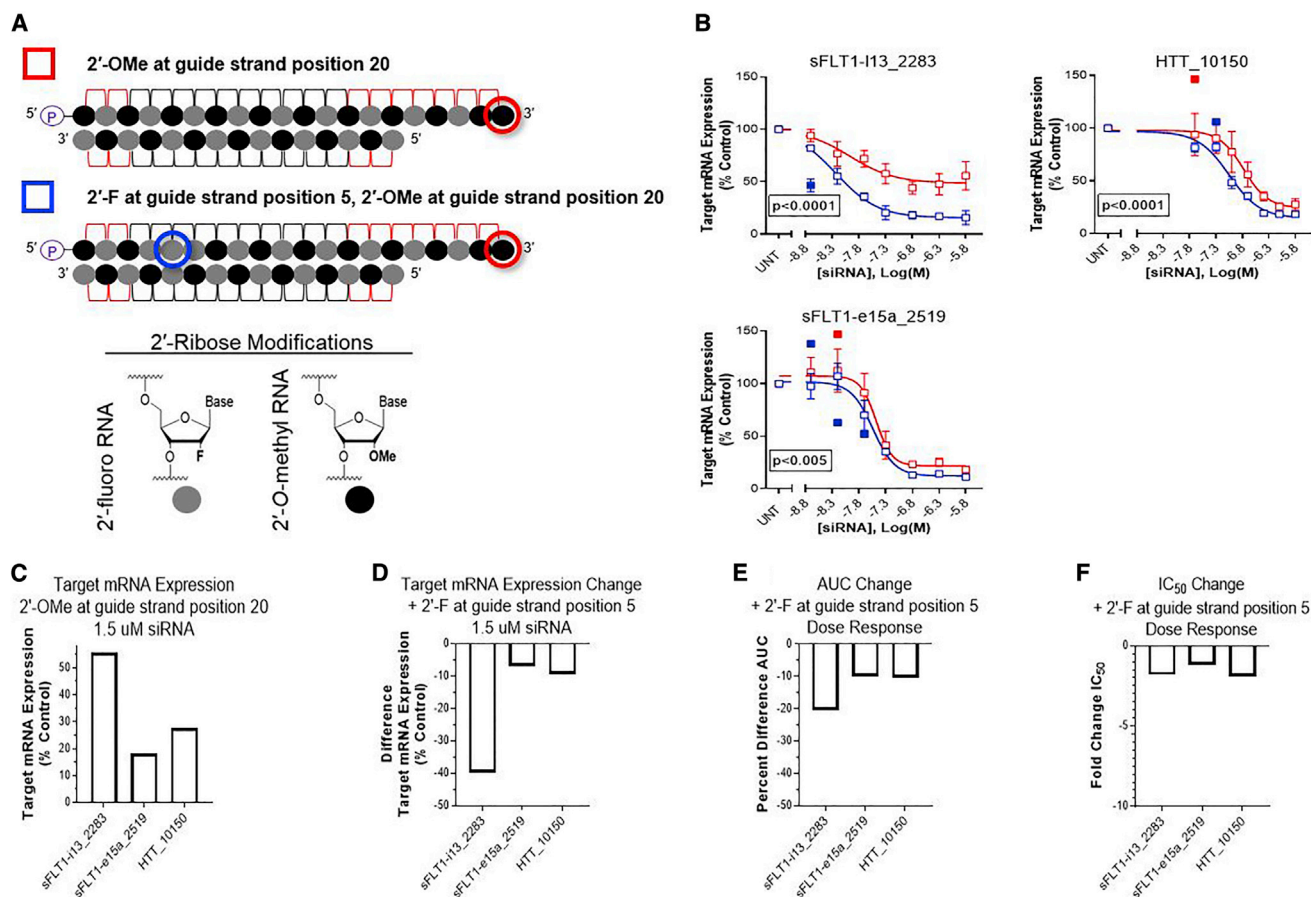 A
2′-OMe at guide strand position 20
5′ P 3′
3′ 5′
2′-F at guide strand position 5, 2′-OMe at guide strand position 20
5′ P 3′
3′ 5′
2′-Ribose Modifications
2′-fluoro RNA
O
Base
O
O F
2′-O-methyl RNA
O
Base
O
O OMe
B
sFLT1-I13_2283
Target mRNA Expression
(% Control)
150
100
50
0
p<0.0001
UNT -8.8 -8.3 -7.8 -7.3 -6.8 -6.3 -5.8
[siRNA], Log(M)
HTT_10150
Target mRNA Expression
(% Control)
150
100
50
0
p<0.0001
UNT -8.8 -8.3 -7.8 -7.3 -6.8 -6.3 -5.8
[siRNA], Log(M)
sFLT1-e15a_2519
Target mRNA Expression
(% Control)
150
100
50
0
p<0.005
UNT -8.8 -8.3 -7.8 -7.3 -6.8 -6.3 -5.8
[siRNA], Log(M)
C
Target mRNA Expression
2′-OMe at guide strand position 20
1.5 uM siRNA
Target mRNA Expression
(% Control)
50
40
30
20
10
0
sFLT1-I13_2283
sFLT1-e15a_2519
HTT_10150
D
Target mRNA Expression Change
+ 2'-F at guide strand position 5
1.5 uM siRNA
Difference
Target mRNA Expression
(% Control)
0
-10
-20
-30
-40
-50
sFLT1-I13_2283
sFLT1-e15a_2519
HTT_10150
E
AUC Change
+ 2'-F at guide strand position 5
Dose Response
Percent Difference AUC
0
-10
-20
-30
-40
-50
sFLT1-I13_2283
sFLT1-e15a_2519
HTT_10150
F
IC50 Change
+ 2'-F at guide strand position 5
Dose Response
Fold Change IC50
0
-5
-10
sFLT1-I13_2283
sFLT1-e15a_2519
HTT_10150